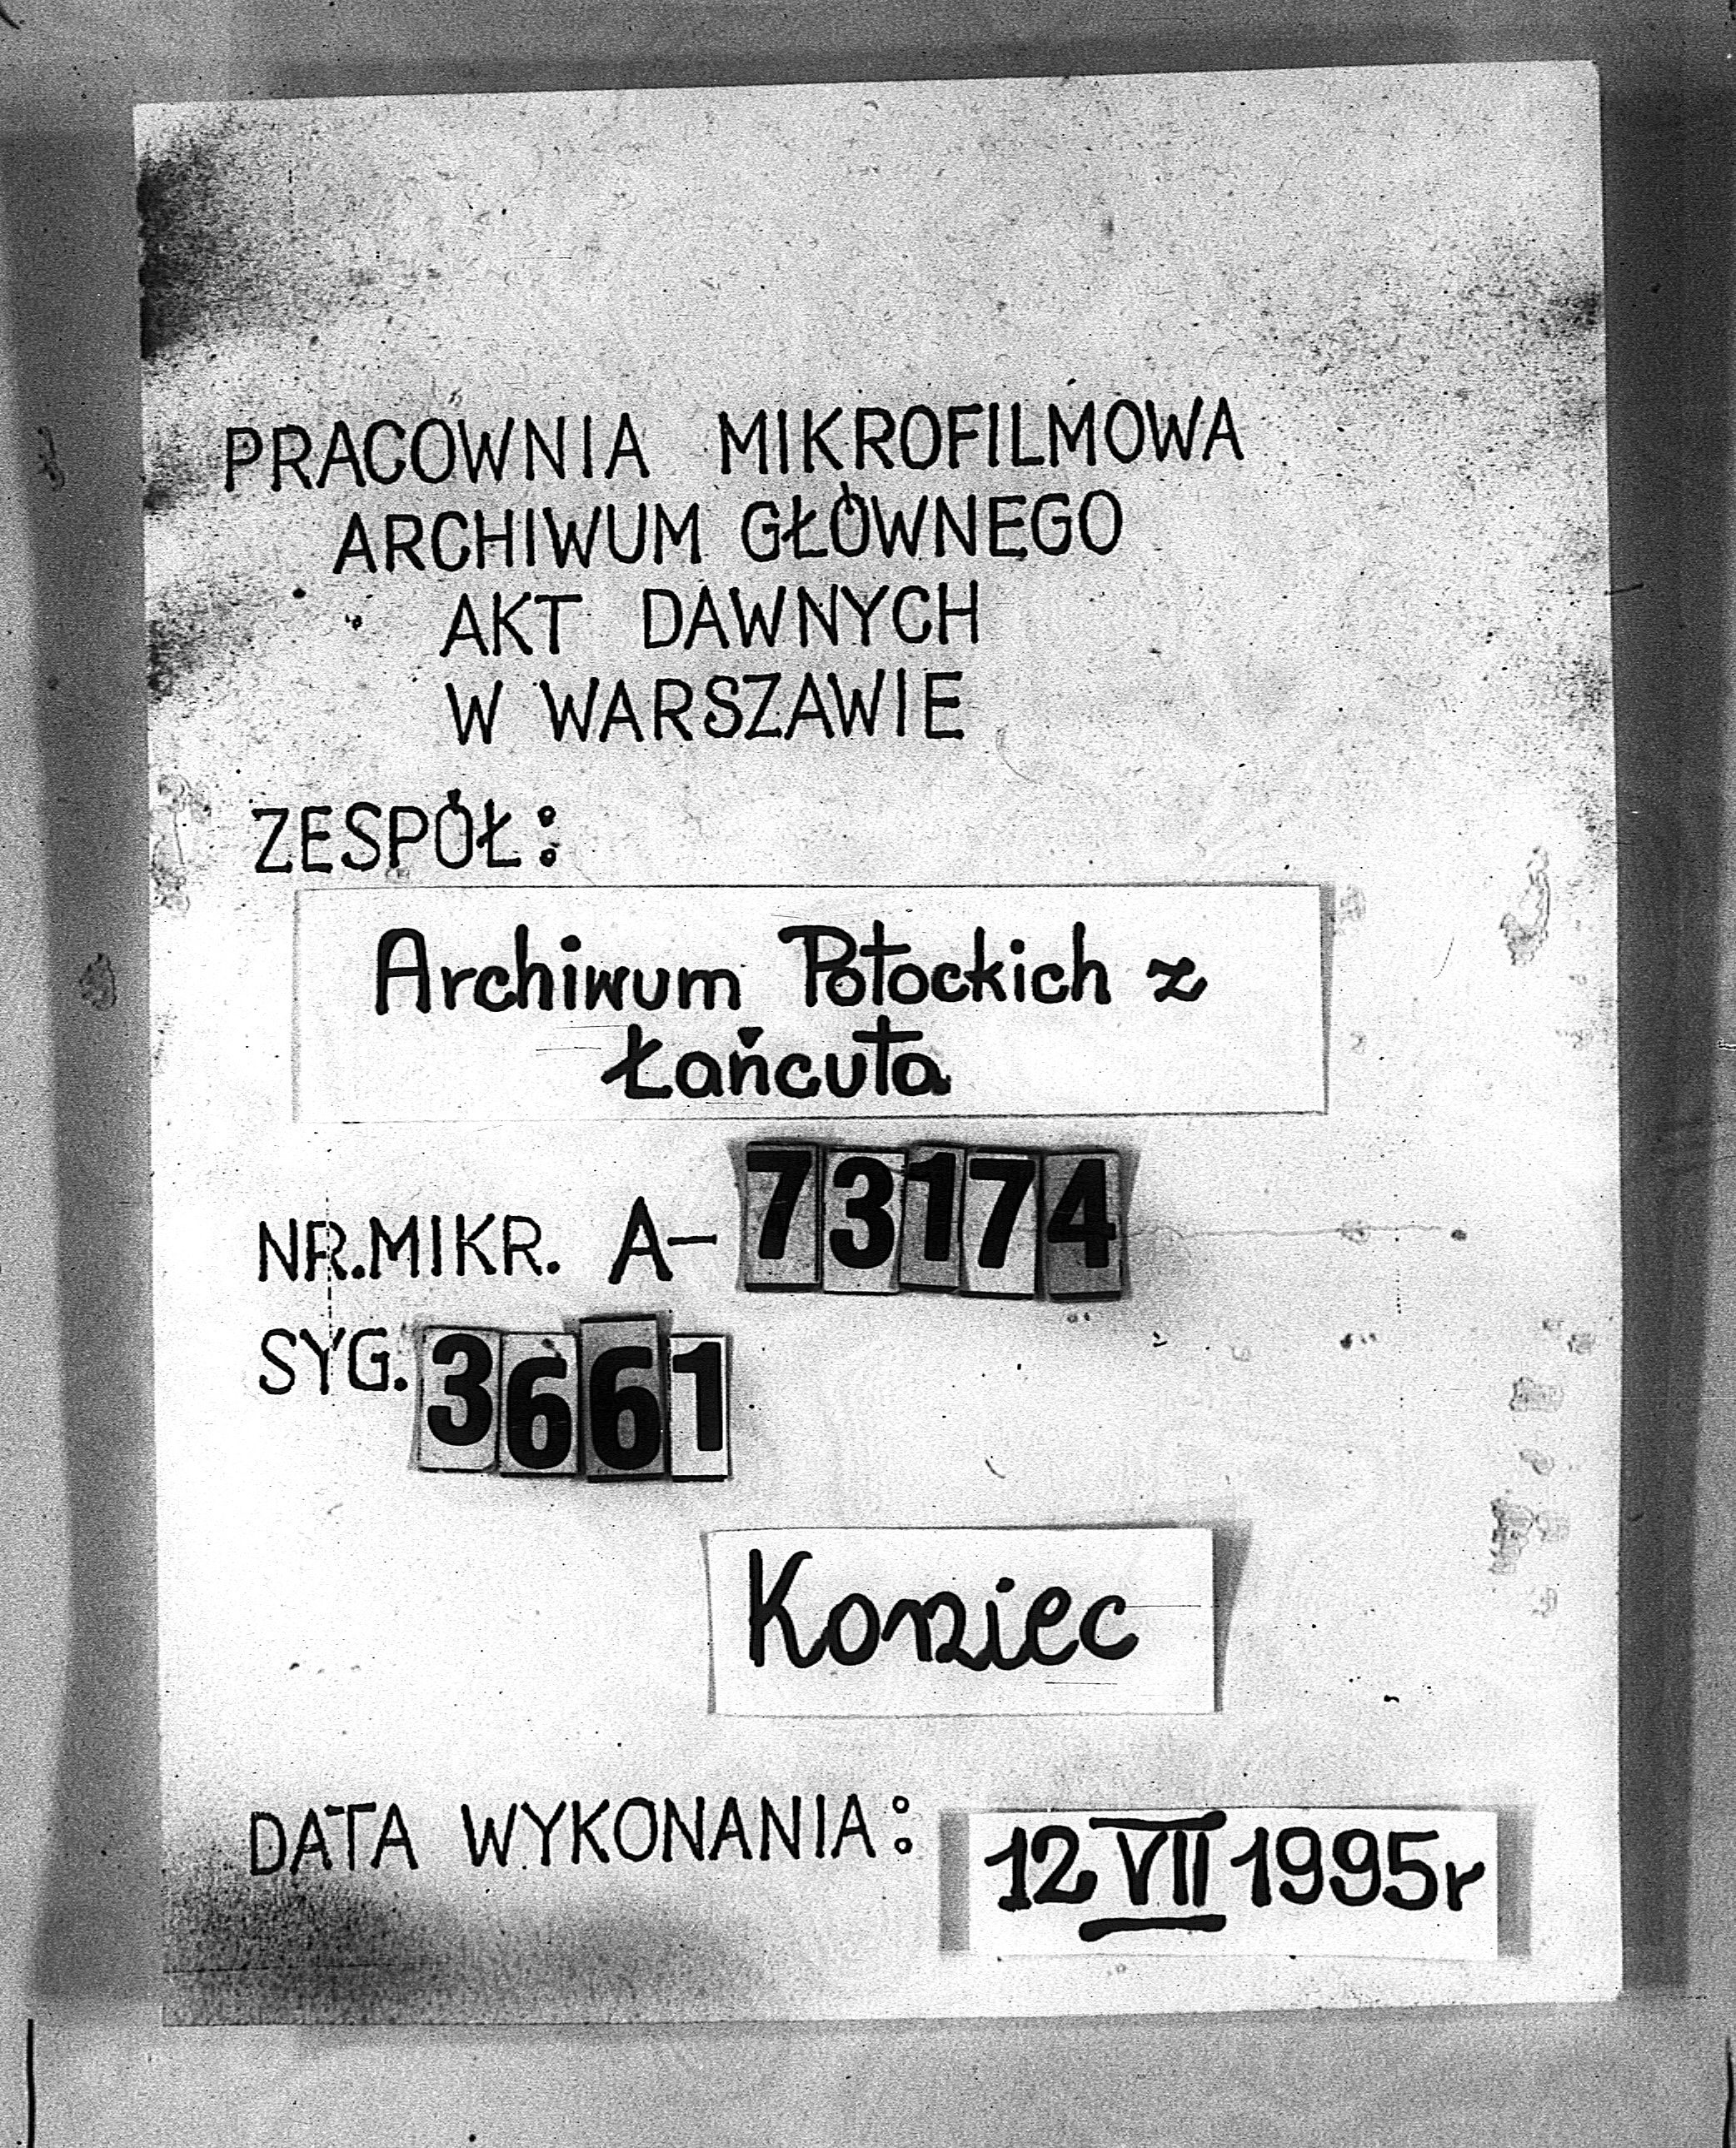 PRACOWNIA MIKROFILMOWA
ARCHIWUM GŁÓWNEGO
AKT DAWNYCH
W WARSZAWIE
ZESPÓŁ:
Archiwum Potockich z
Łańcuta
NR.MIKR. A-73174
SYG. 3661
Koniec
DATA WYKONANIA: 12 VII 1995r